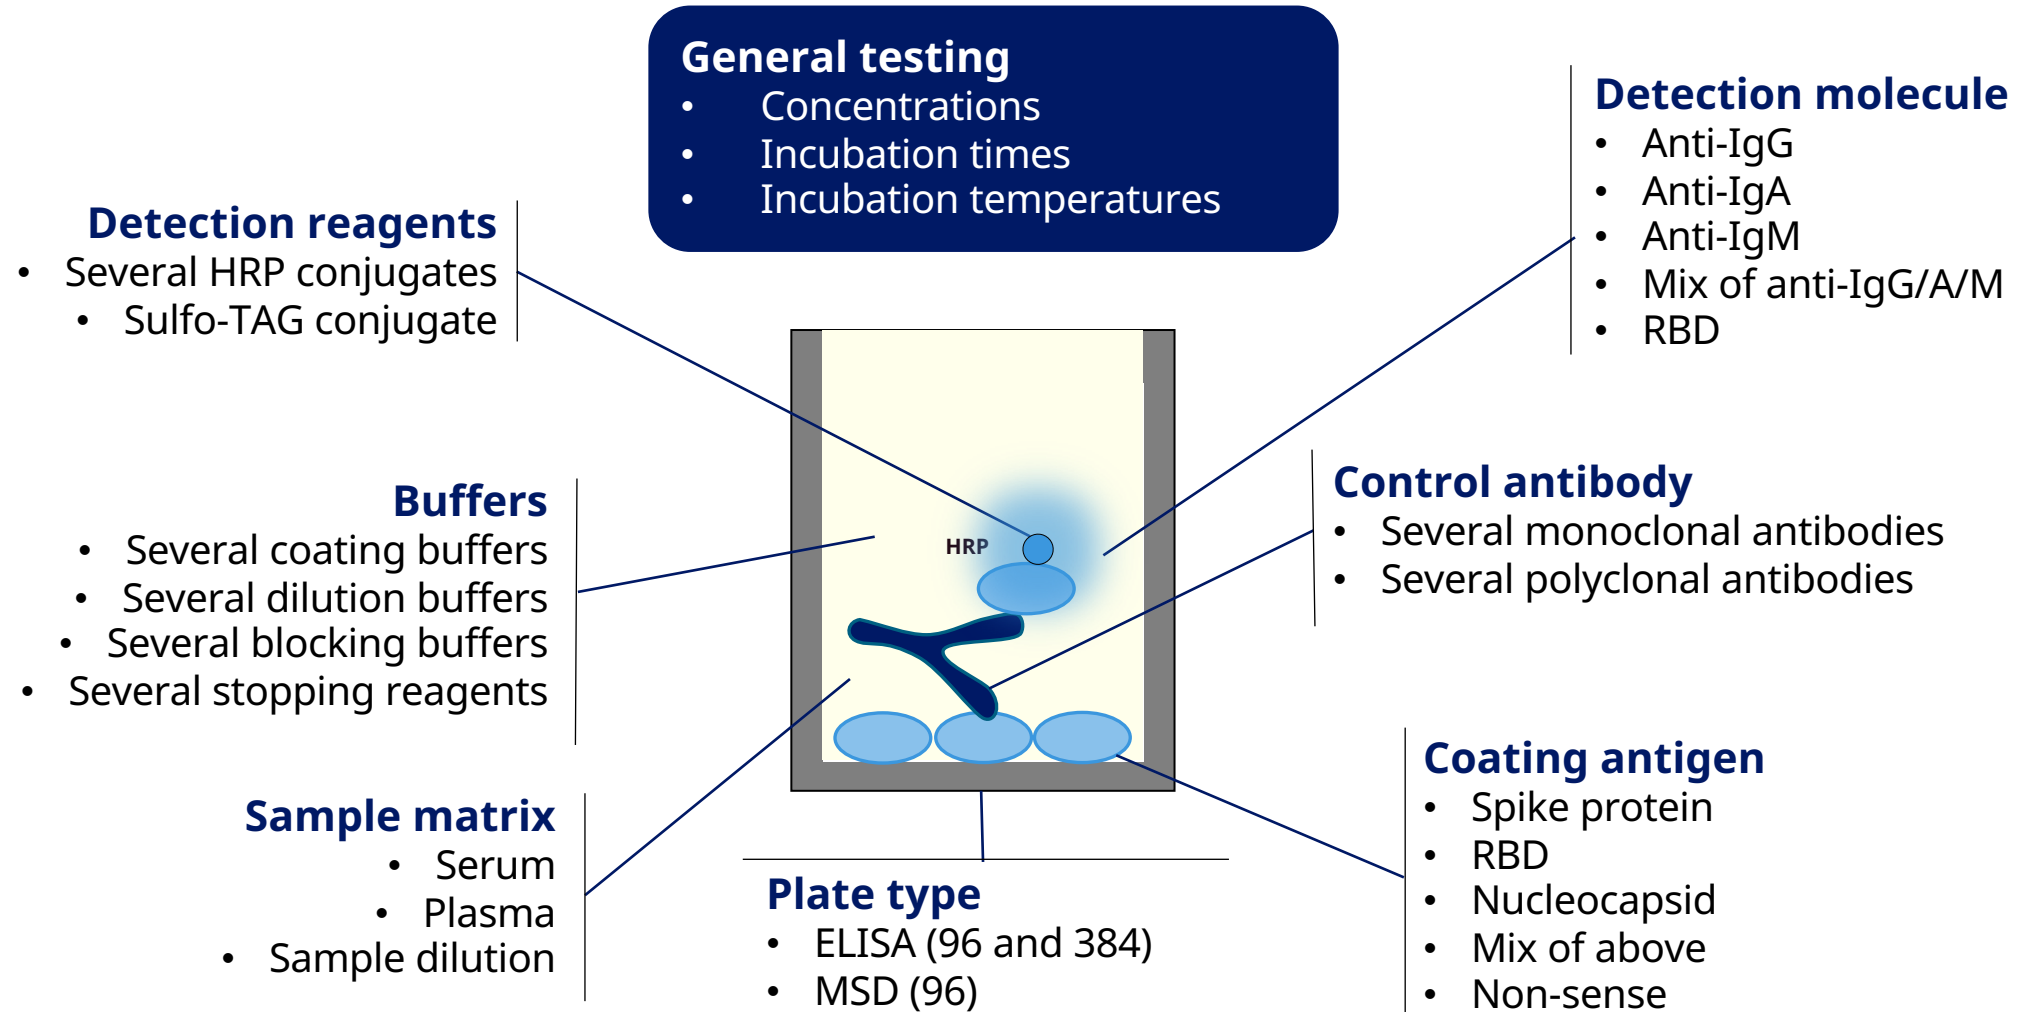 General testing
• Concentrations
• Incubation times
• Incubation temperatures
Detection molecule
• Anti-IgG
• Anti-IgA
• Anti-IgM
• Mix of anti-IgG/A/M
• RBD
Detection reagents
• Several HRP conjugates
• Sulfo-TAG conjugate
Buffers
• Several coating buffers
• Several dilution buffers
• Several blocking buffers
• Several stopping reagents
HRP
Control antibody
• Several monoclonal antibodies
• Several polyclonal antibodies
Sample matrix
• Serum
• Plasma
• Sample dilution
Plate type
• ELISA (96 and 384)
• MSD (96)
Coating antigen
• Spike protein
• RBD
• Nucleocapsid
• Mix of above
• Non-sense